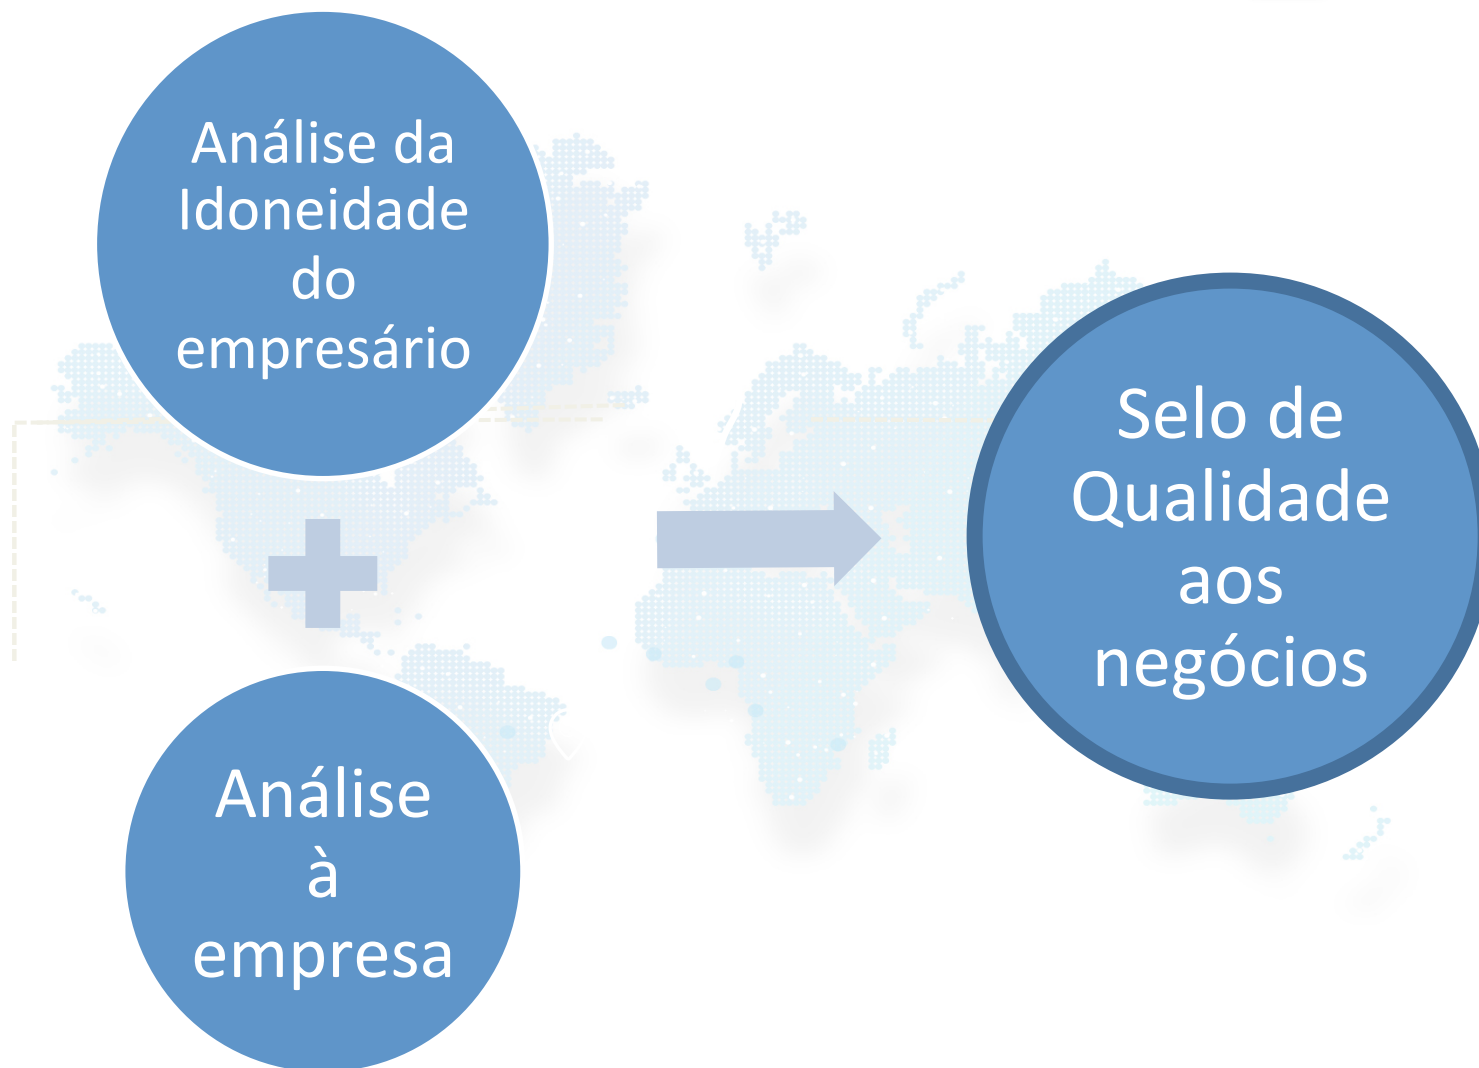 Análise da
Idoneidade
do
empresário
Análise
à
empresa
Selo de
Qualidade
aos
negócios